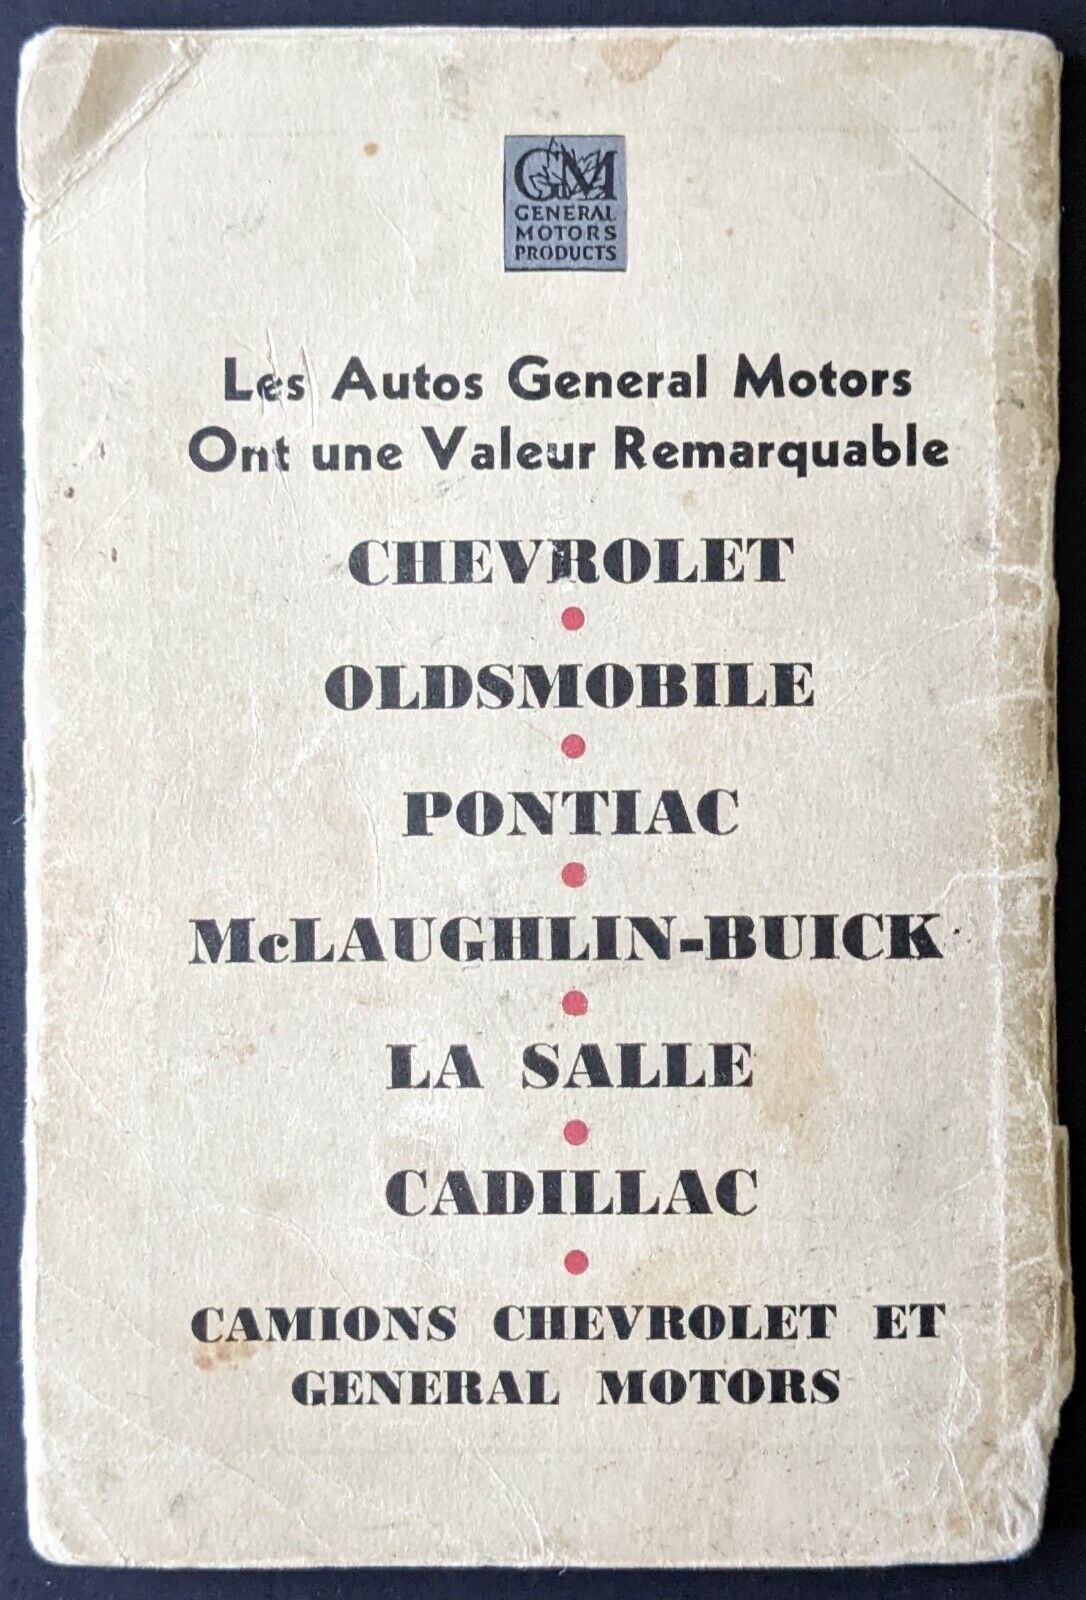 GM
GENERAL
MOTORS
PRODUCTS
Les Autos General Motors
Ont une Valeur Remarquable
CHEVROLET
OLDSMOBILE
PONTIAC
McLAUGHLIN-BUICK
LA SALLE
CADILLAC
CAMIONS CHEVROLET ET
GENERAL MOTORS